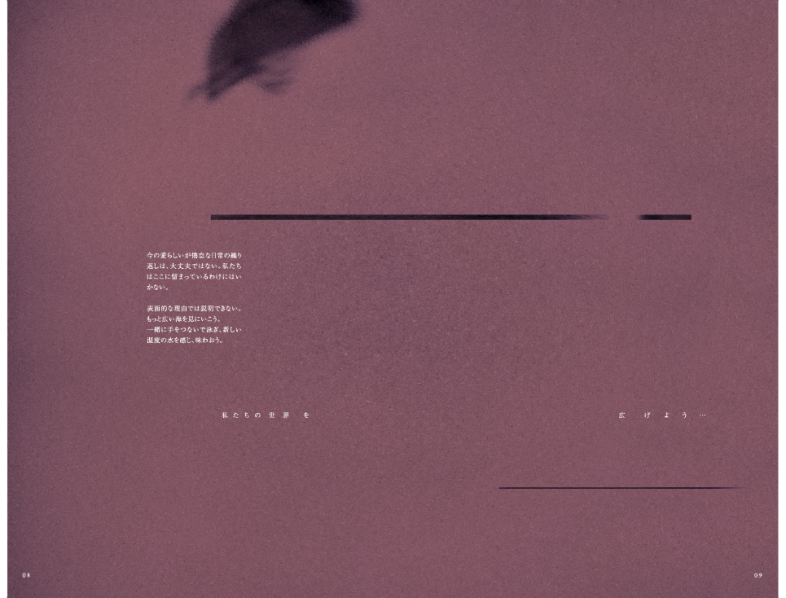 今の愛らしいが倦怠な日常の繰り
返しは、大丈夫ではない。私たち
はここに留まっているわけにはい
かない。
表面的な理由では説明できない。
もっと広い海を見にいこう。
一緒に手をつないで泳ぎ、新しい
温度の水を感じ、味わおう。
私たちの世界を
広げよう…
08
09